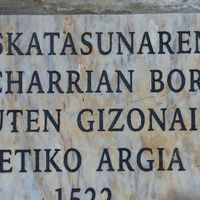 SKATASUNAREN
CHARRIAN BOR
UTEN GIZONAI
ETIKO ARGIA
1522